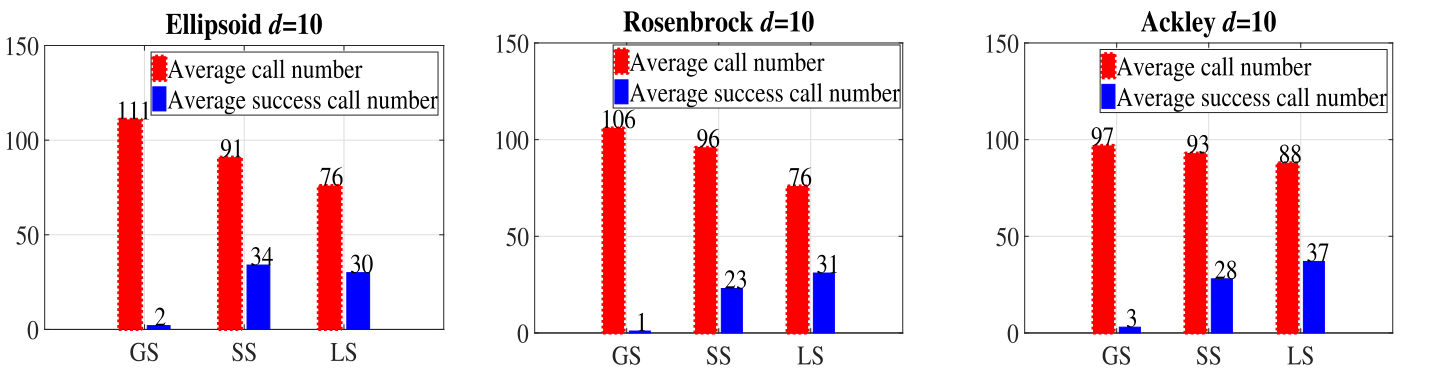 Ellipsoid d=10
150
100
50
0
Average call number
Average success call number
111
2
91
34
76
30
GS SS LS
Rosenbrock d=10
150
100
50
0
Average call number
Average success call number
106
1
96
23
76
31
GS SS LS
Ackley d=10
150
100
50
0
Average call number
Average success call number
97
3
93
28
88
37
GS SS LS